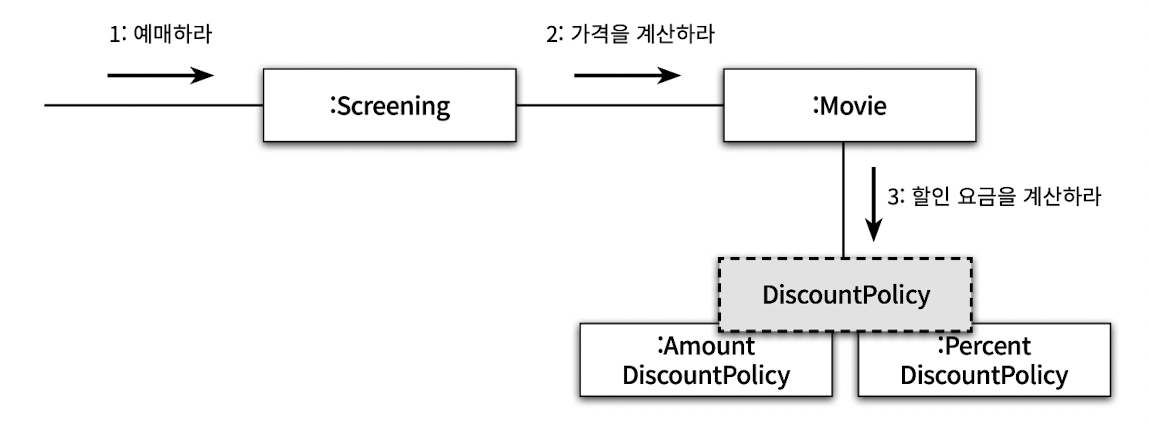 1: 예매하라
2: 가격을 계산하라
:Screening
:Movie
3: 할인 요금을 계산하라
DiscountPolicy
:Amount
DiscountPolicy
:Percent
DiscountPolicy